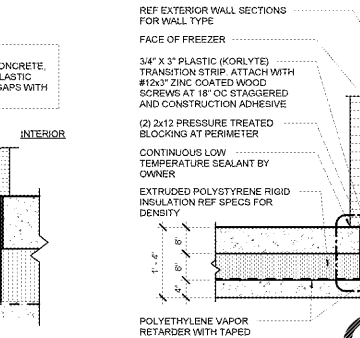 ONCRETE,
LASTIC
GAPS WITH
INTERIOR
REF EXTERIOR WALL SECTIONS
FOR WALL TYPE
FACE OF FREEZER
3/4" X 3" PLASTIC (KORLYTE)
TRANSITION STRIP. ATTACH WITH
#12x3" ZINC COATED WOOD
SCREWS AT 18" OC STAGGERED
AND CONSTRUCTION ADHESIVE
(2) 2x12 PRESSURE TREATED
BLOCKING AT PERIMETER
CONTINUOUS LOW
TEMPERATURE SEALANT BY
OWNER
EXTRUDED POLYSTYRENE RIGID
INSULATION REF SPECS FOR
DENSITY
1' - 4"
6"
6"
4"
POLYETHYLENE VAPOR
RETARDER WITH TAPED